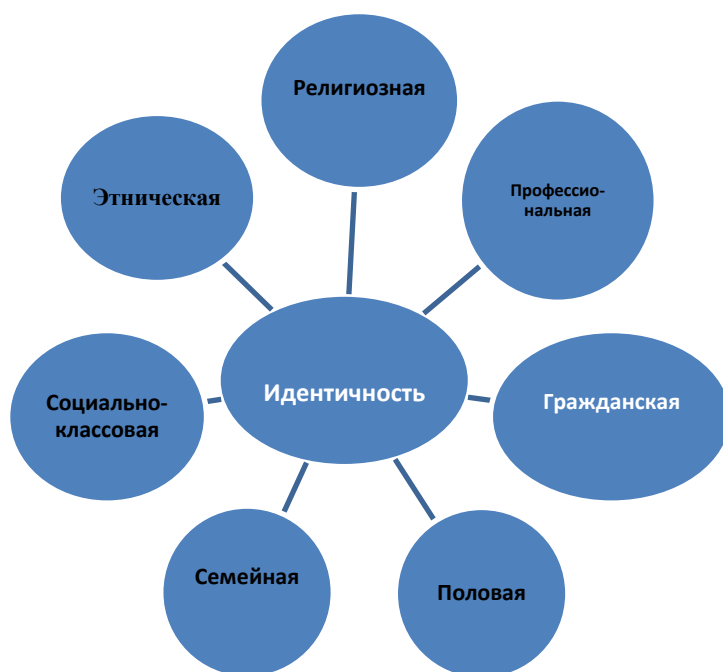 Религиозная
Этническая
Профессио-
нальная
Идентичность
Гражданская
Социально-
классовая
Семейная
Половая